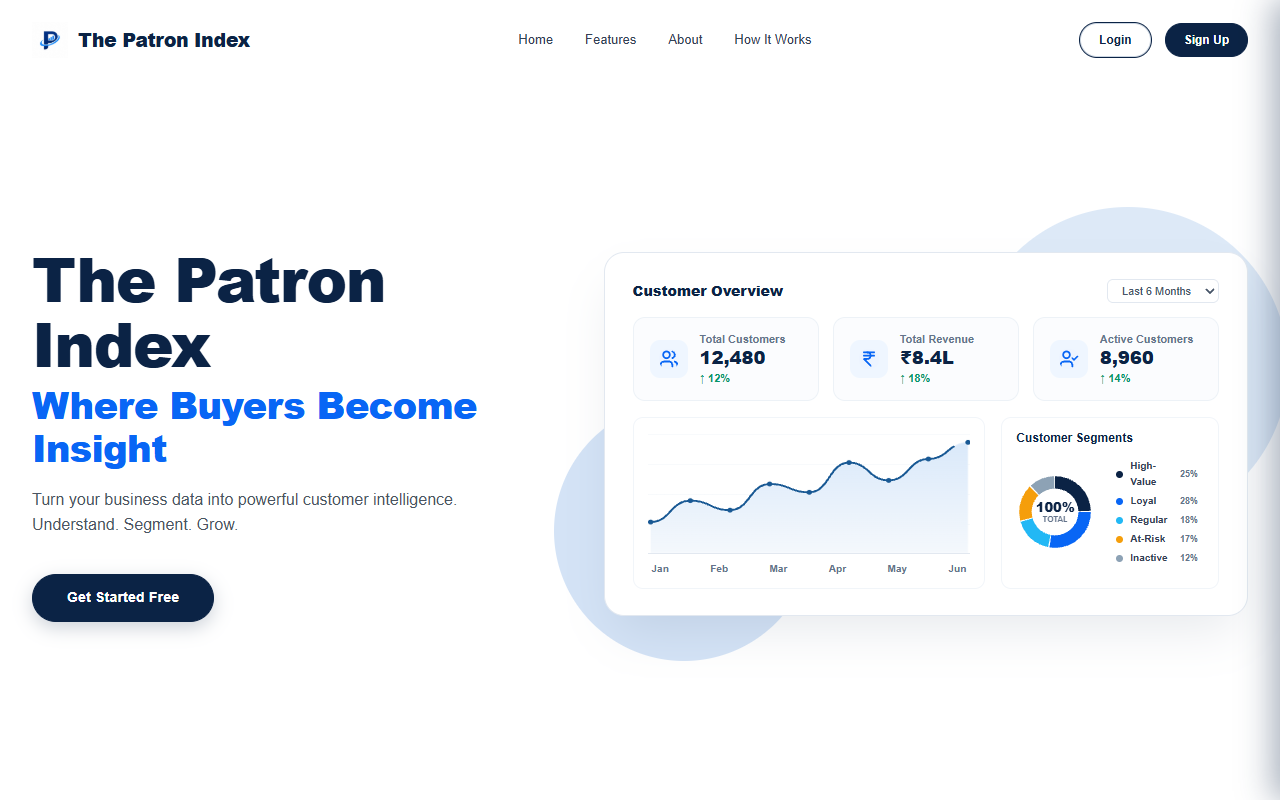 The Patron Index
Home
Features
About
How It Works
Login
Sign Up
The Patron
Index
Where Buyers Become
Insight
Turn your business data into powerful customer intelligence.
Understand. Segment. Grow.
Get Started Free
Customer Overview
Last 6 Months
Total Customers
12,480
↑ 12%
Total Revenue
₹8.4L
↑ 18%
Active Customers
8,960
↑ 14%
Jan
Feb
Mar
Apr
May
Jun
Customer Segments
100%
TOTAL
High-
Value
25%
Loyal
28%
Regular
18%
At-Risk
17%
Inactive
12%